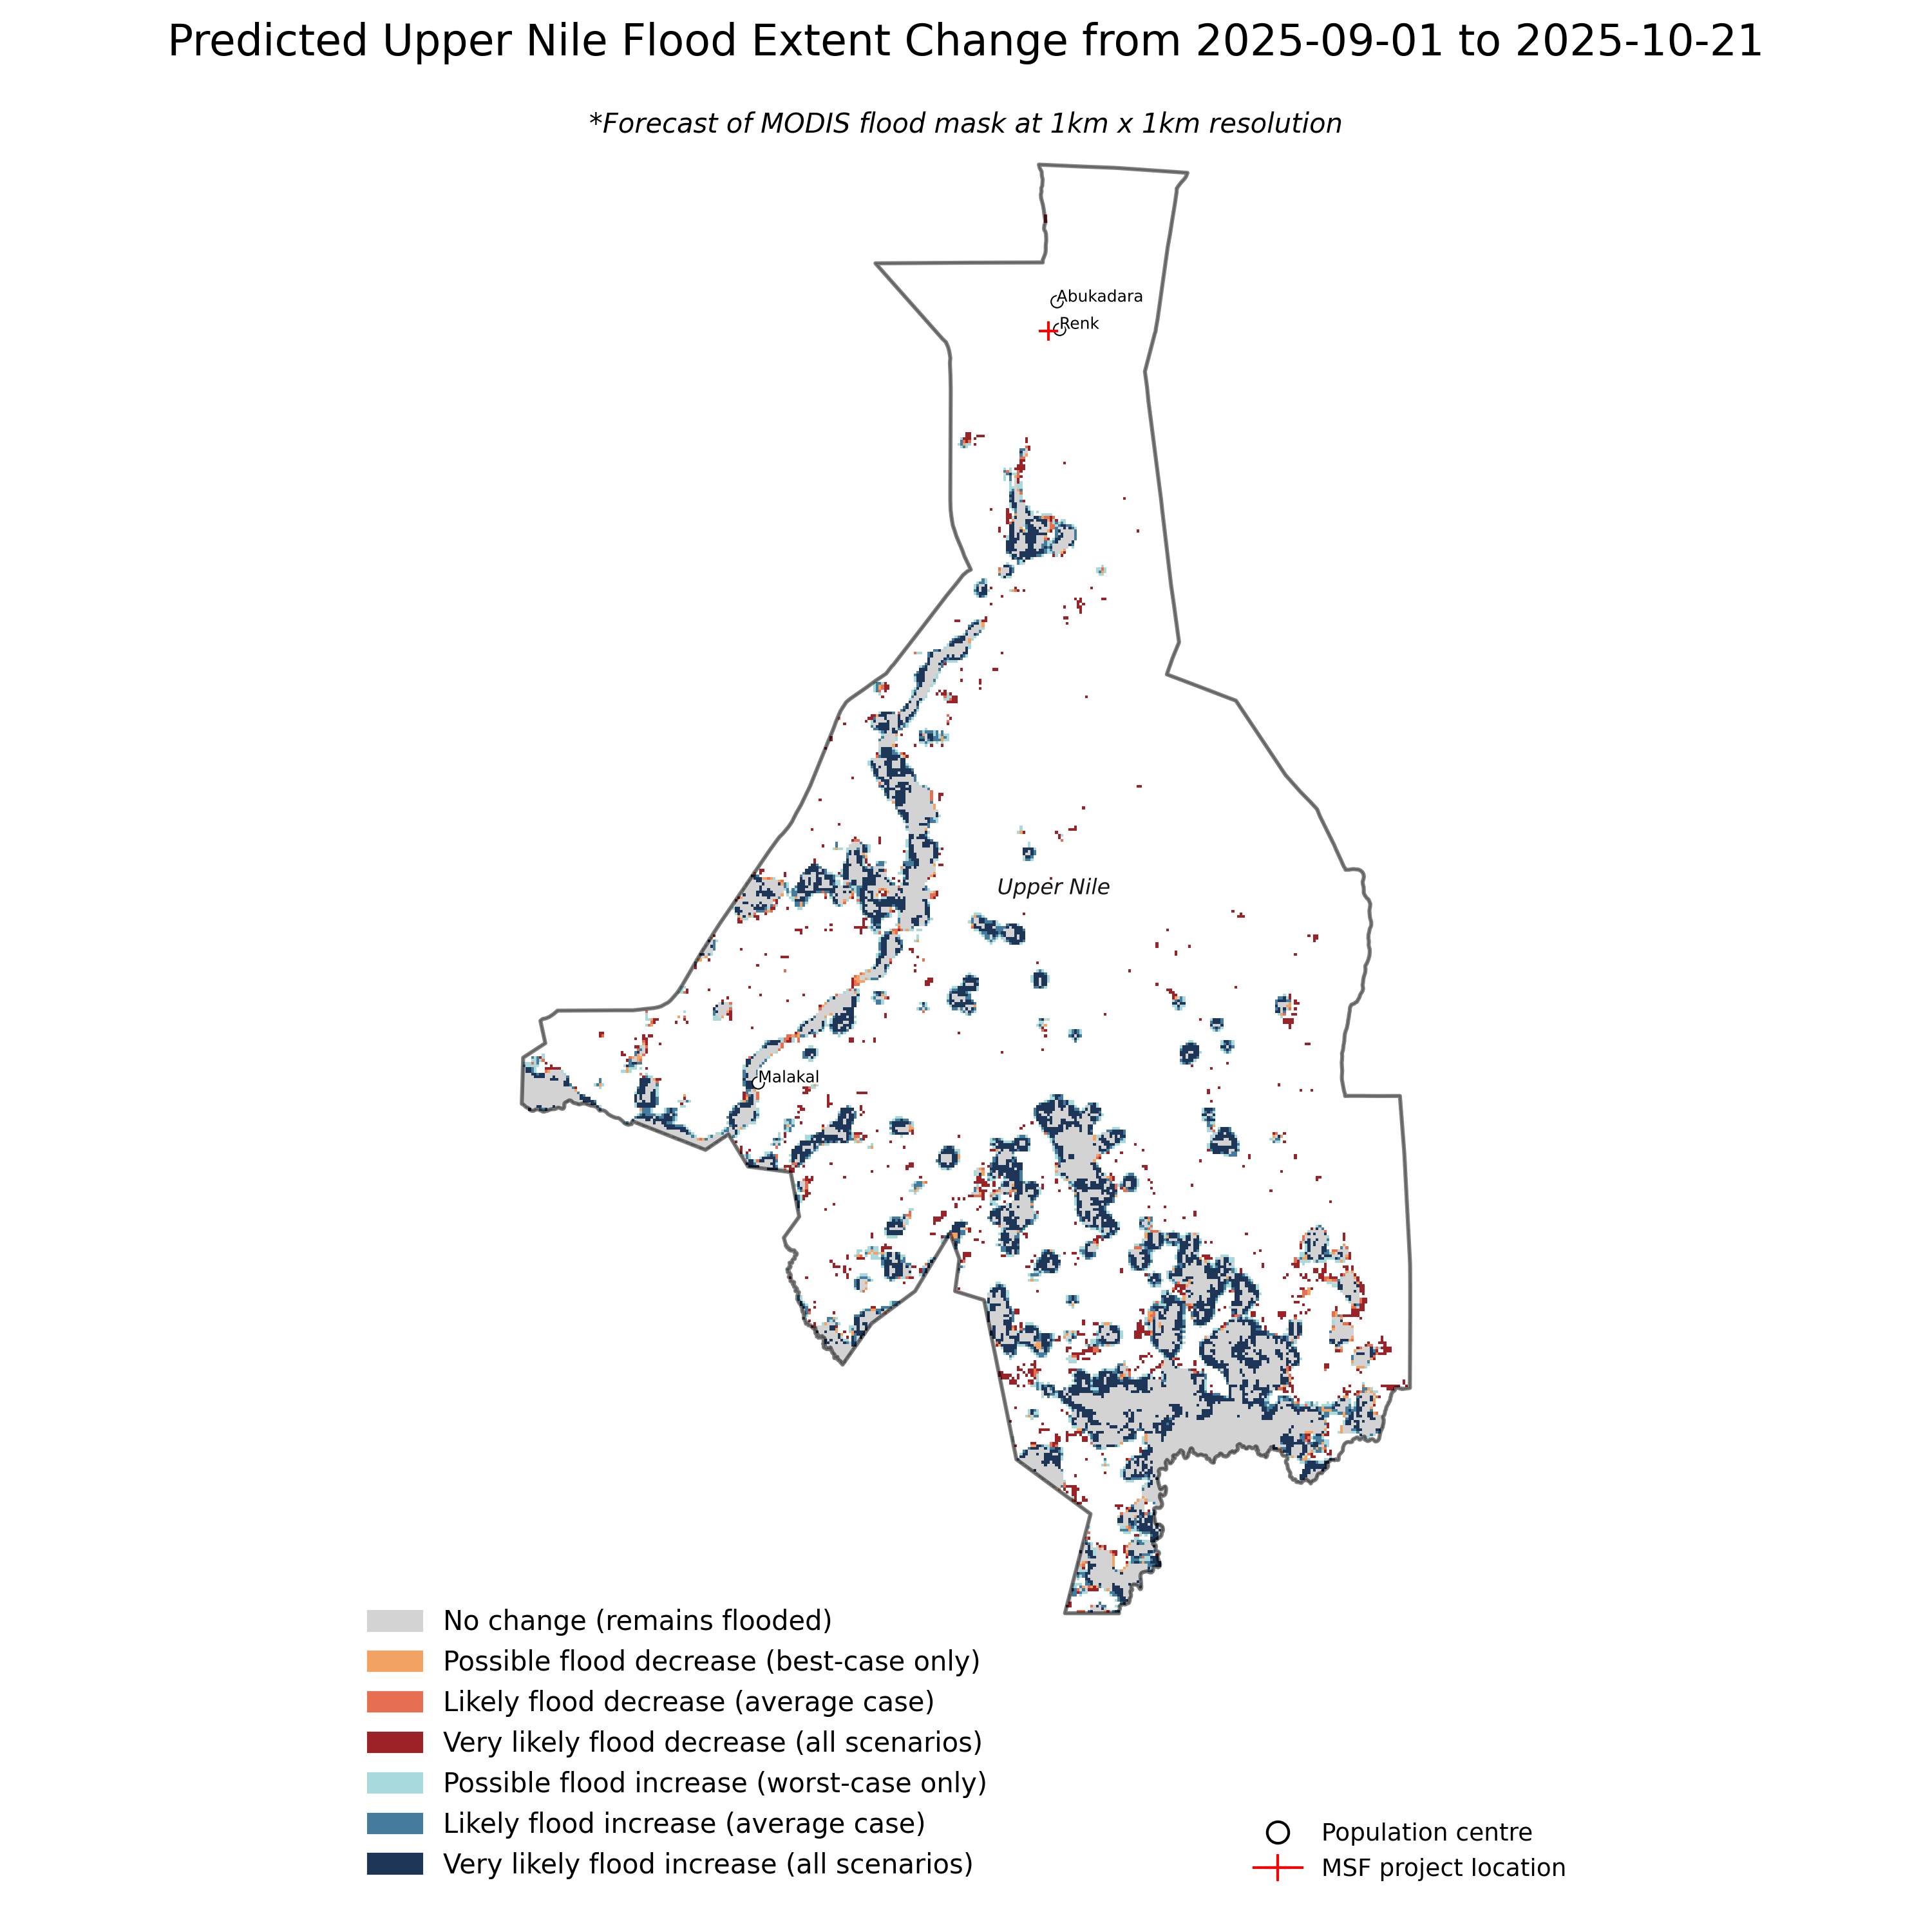 Predicted Upper Nile Flood Extent Change from 2025-09-01 to 2025-10-21
*Forecast of MODIS flood mask at 1km x 1km resolution
Abukadara
Renk
Upper Nile
Malakal
No change (remains flooded)
Possible flood decrease (best-case only)
Likely flood decrease (average case)
Very likely flood decrease (all scenarios)
Possible flood increase (worst-case only)
Likely flood increase (average case)
Very likely flood increase (all scenarios)
Population centre
MSF project location